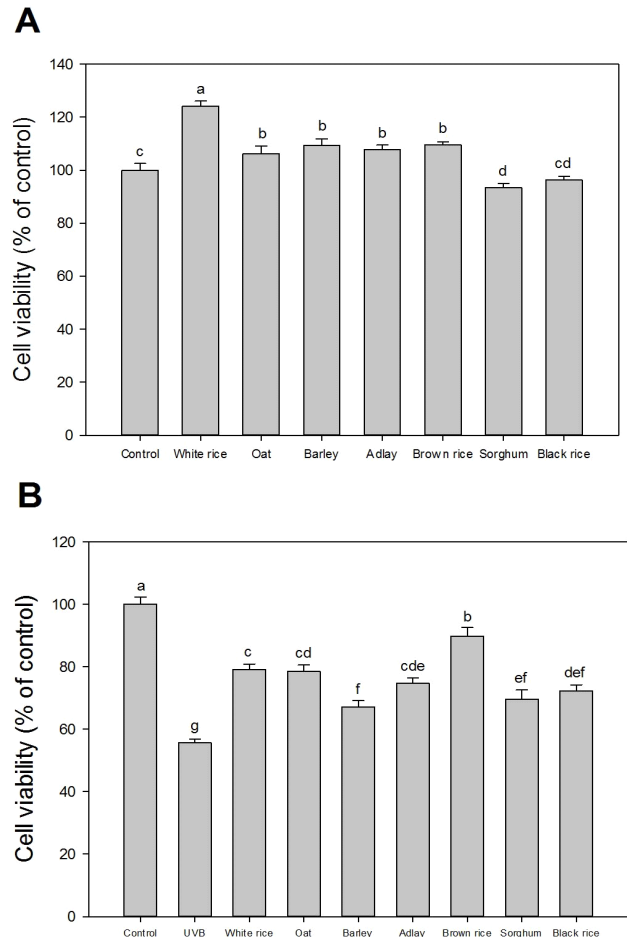 A
Cell viability (% of control)
140
120
100
80
60
40
20
0
c
a
b
b
b
b
d
cd
Control White rice Oat Barley Adlay Brown rice Sorghum Black rice
B
Cell viability (% of control)
120
100
80
60
40
20
0
a
g
c
cd
f
cde
b
ef
def
Control UVB White rice Oat Barley Adlay Brown rice Sorghum Black rice